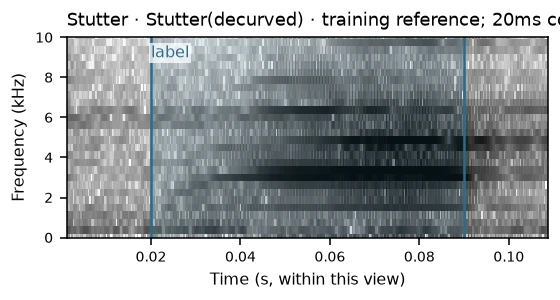 Stutter · Stutter(decurved) · training reference; 20ms
label
10
8
6
4
2
0
Frequency (kHz)
0.02 0.04 0.06 0.08 0.10
Time (s, within this view)